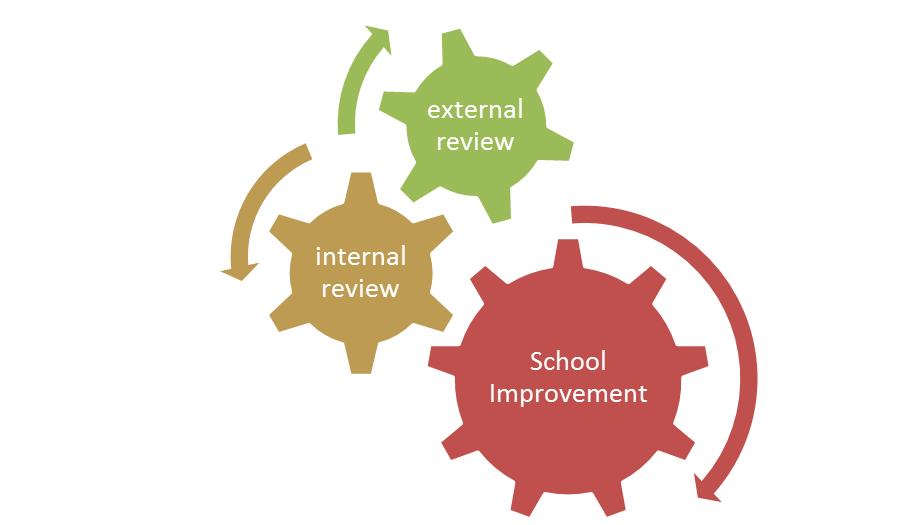 external
review
internal
review
School
Improvement